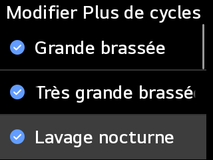 Modifier Plus de cycles
Grande brassée
Très grande brassé
Lavage nocturne